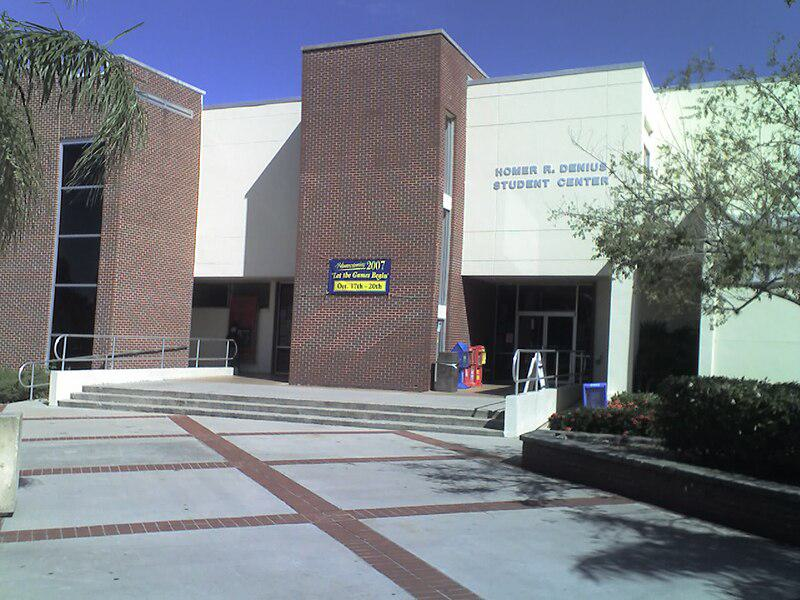 HOMER R. DENIUS
STUDENT CENTER
Homecoming 2007
'Let the Games Begin'
Oct. 17th - 20th